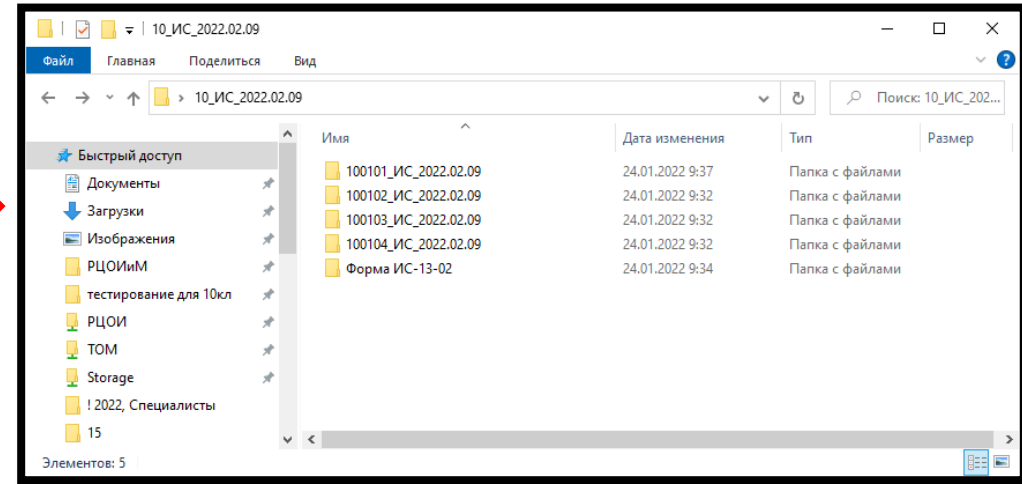 10_ИС_2022.02.09
Файл Главная Поделиться Вид
10_ИС_2022.02.09 Поиск: 10_ИС_202...
Имя Дата изменения Тип Размер
Быстрый доступ
Документы
Загрузки
Изображения
РЦОИиМ
тестирование для 10кл
РЦОИ
ТОМ
Storage
! 2022, Специалисты
15
100101_ИС_2022.02.09 24.01.2022 9:37 Папка с файлами
100102_ИС_2022.02.09 24.01.2022 9:32 Папка с файлами
100103_ИС_2022.02.09 24.01.2022 9:32 Папка с файлами
100104_ИС_2022.02.09 24.01.2022 9:32 Папка с файлами
Форма ИС-13-02 24.01.2022 9:34 Папка с файлами
Элементов: 5